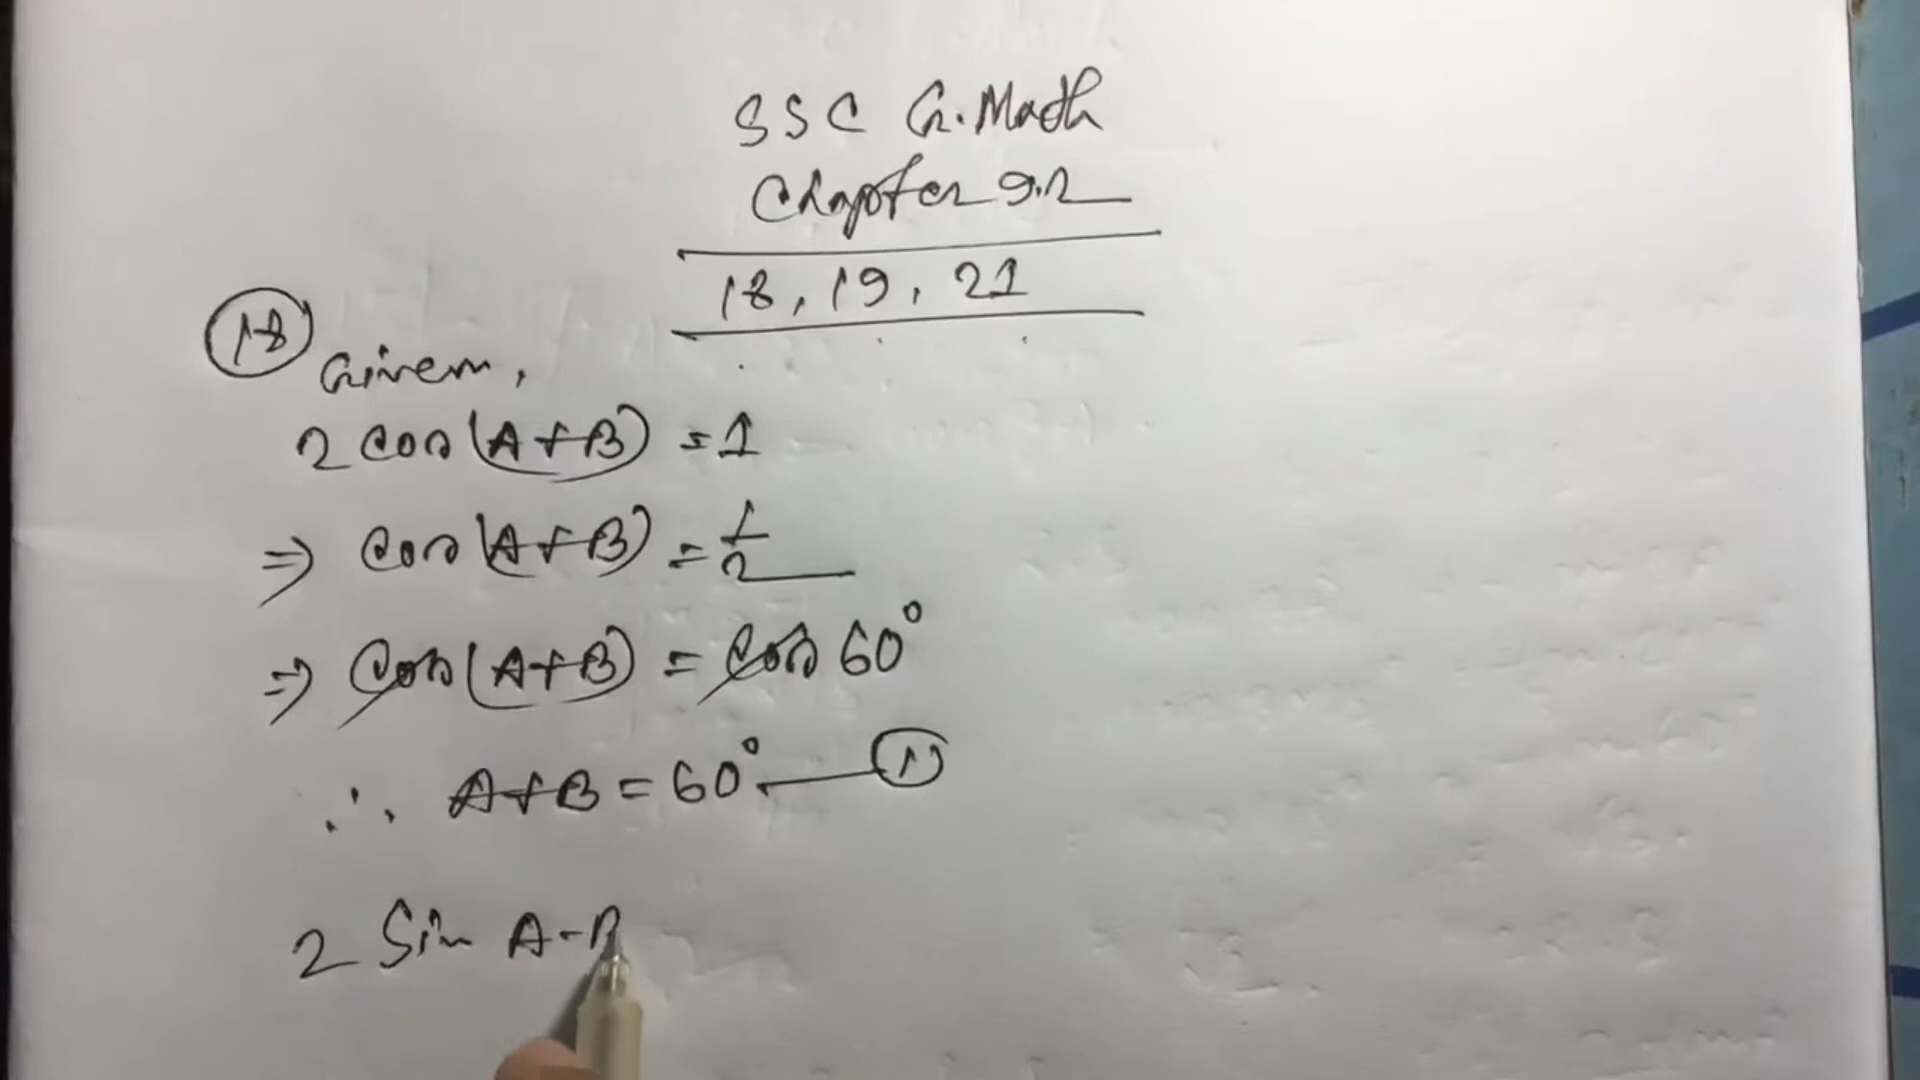 SSC G.Math
Chapter 9.2
18, 19, 21
18
Given,
2 cos(A+B) = 1
⇒ cos(A+B) = 1/2
⇒ cos(A+B) = cos 60°
∴ A+B = 60° — 1
2 Sin A-B